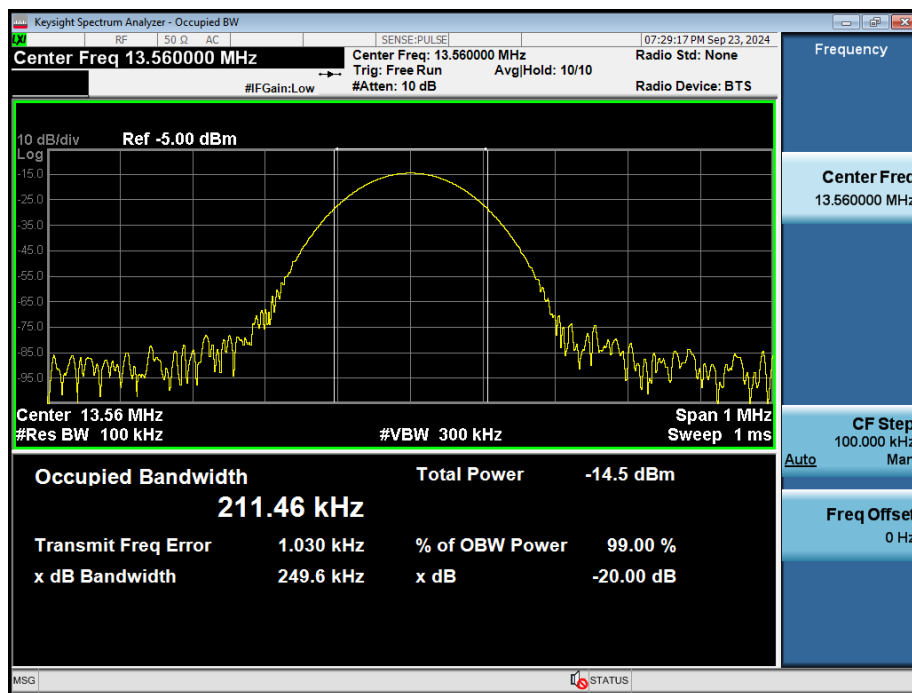 Keysight Spectrum Analyzer - Occupied BW
LXI
RF 50 Ω AC SENSE:PULSE 07:29:17 PM Sep 23, 2024
Center Freq 13.560000 MHz
Center Freq: 13.560000 MHz
Radio Std: None
Trig: Free Run Avg|Hold: 10/10
#IFGain:Low
#Atten: 10 dB
Radio Device: BTS
10 dB/div Ref -5.00 dBm
Log
-15.0
-25.0
-35.0
-45.0
-55.0
-65.0
-75.0
-85.0
-95.0
Center 13.56 MHz Span 1 MHz
#Res BW 100 kHz #VBW 300 kHz Sweep 1 ms
Occupied Bandwidth
211.46 kHz
Total Power -14.5 dBm
Transmit Freq Error 1.030 kHz % of OBW Power 99.00 %
x dB Bandwidth 249.6 kHz x dB -20.00 dB
MSG STATUS
Frequency
Center Freq
13.560000 MHz
CF Step
100.000 kHz
Auto Man
Freq Offset
0 Hz